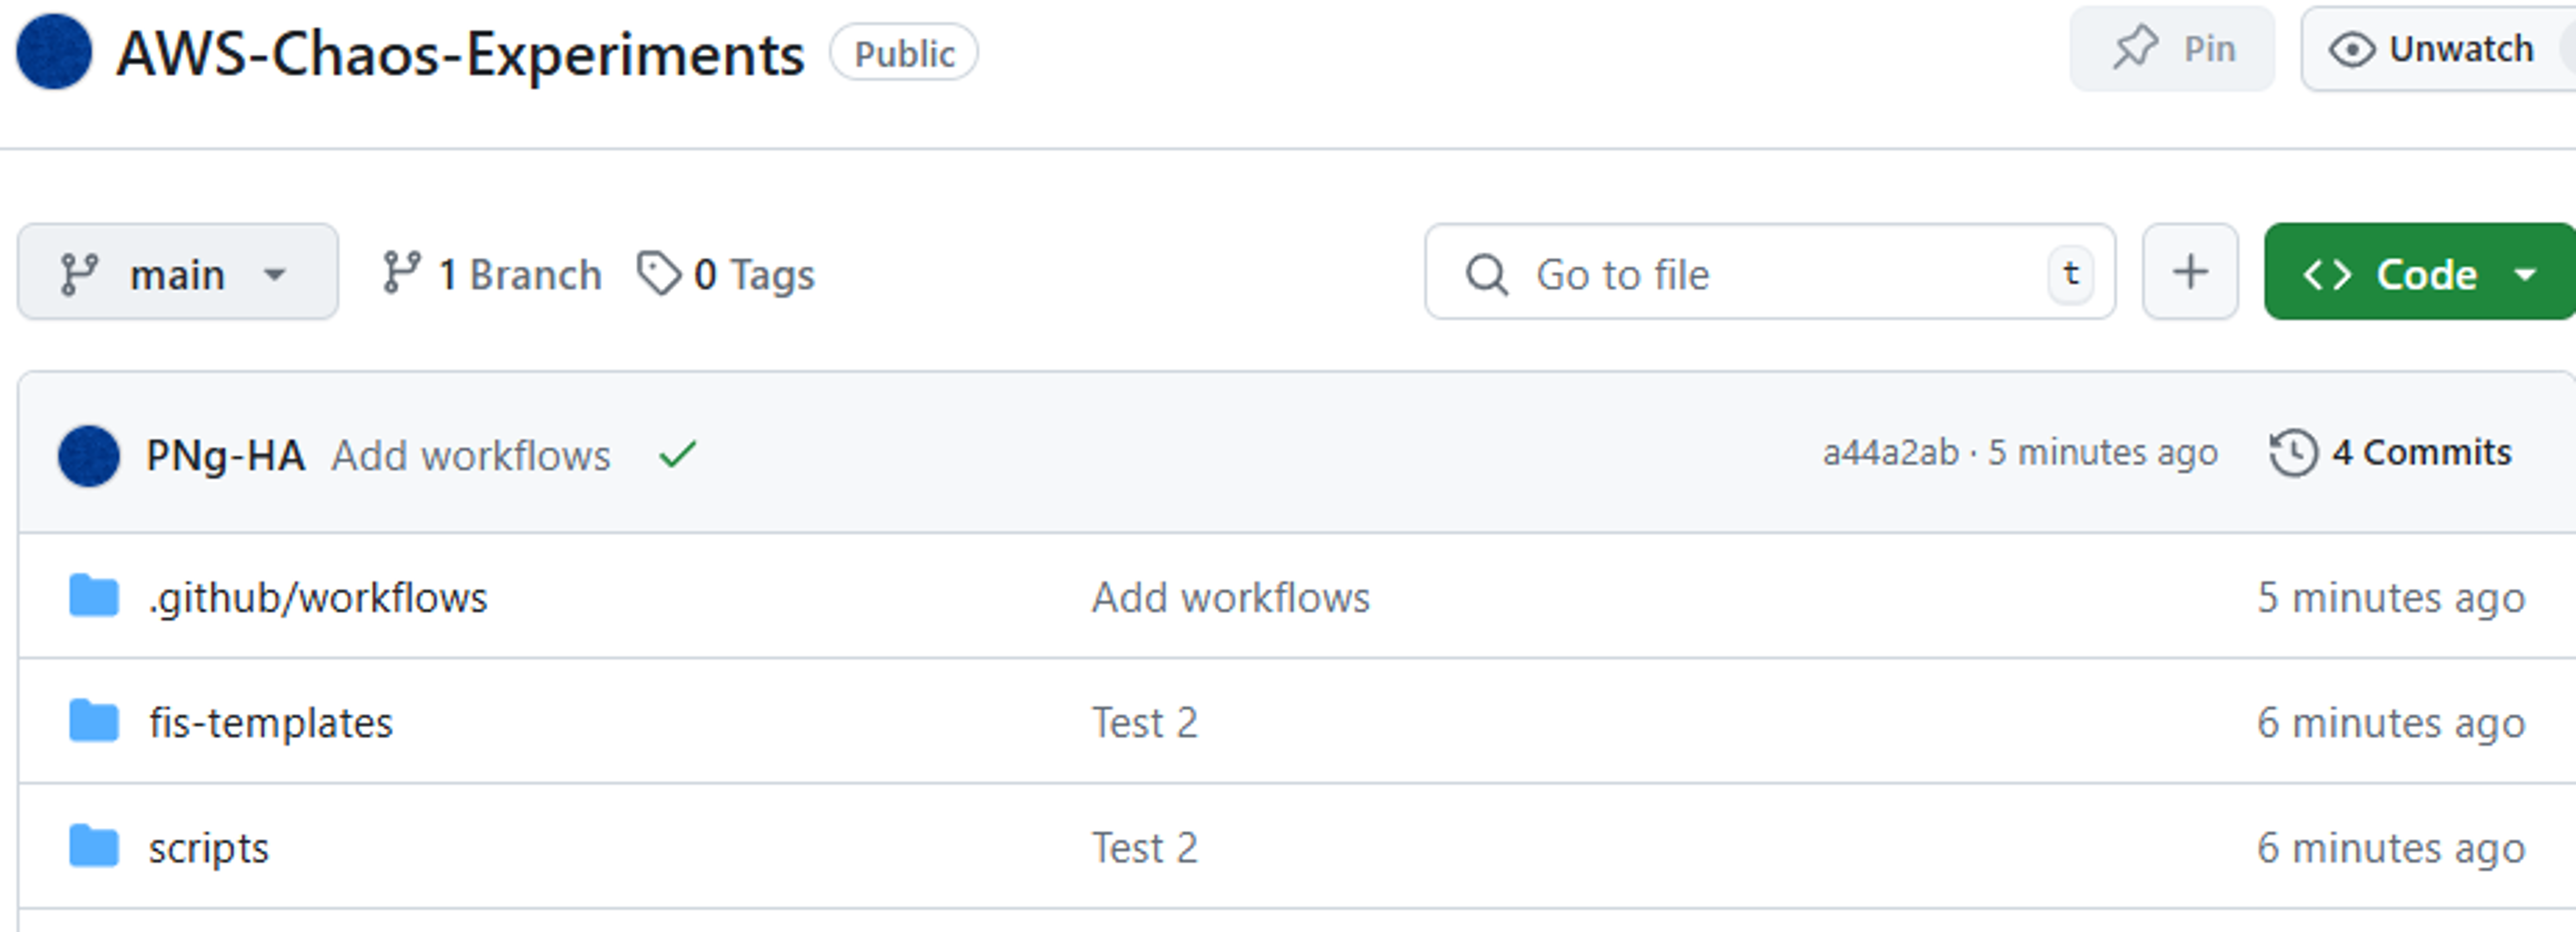 AWS-Chaos-Experiments Public Pin Unwatch
main 1 Branch 0 Tags Go to file t + Code
PNg-HA Add workflows a44a2ab · 5 minutes ago 4 Commits
.github/workflows Add workflows 5 minutes ago
fis-templates Test 2 6 minutes ago
scripts Test 2 6 minutes ago